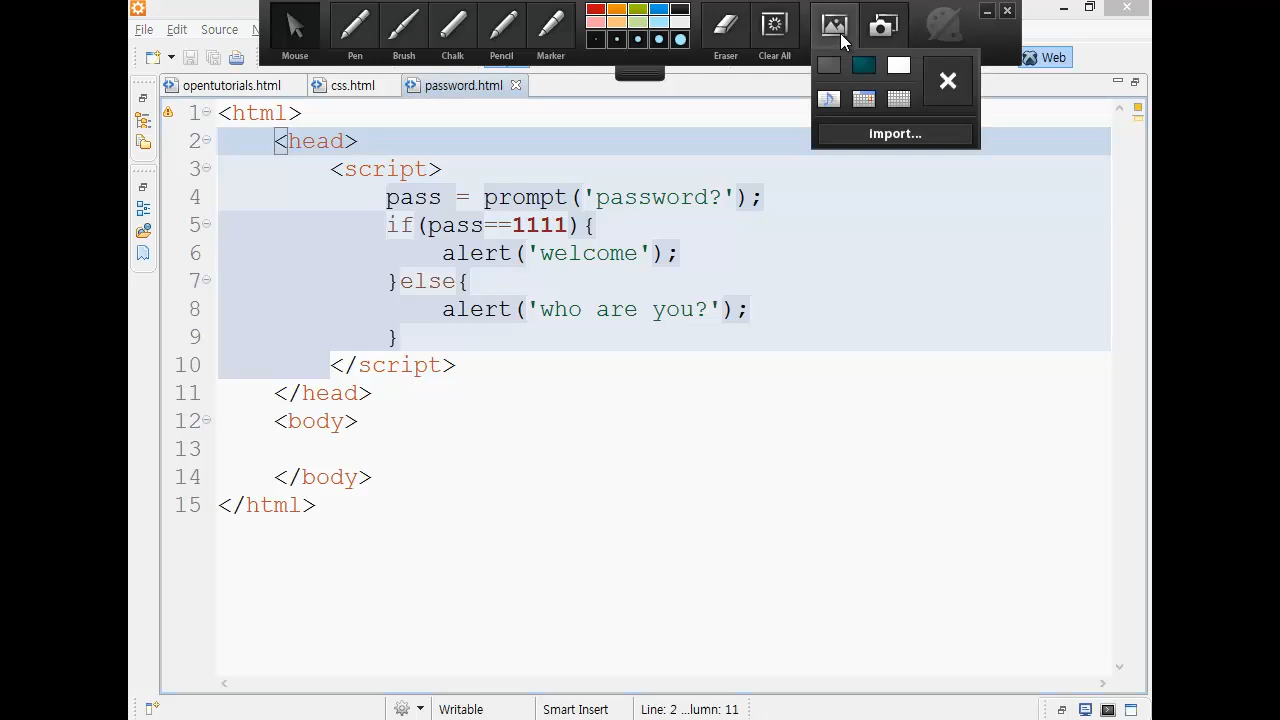 File Edit Source N
Mouse Pen Brush Chalk Pencil Marker Eraser Clear All
Web
Import...
opentutorials.html css.html password.html
1 <html>
2 <head>
3 <script>
4 pass = prompt('password?');
5 if(pass==1111){
6 alert('welcome');
7 }else{
8 alert('who are you?');
9 }
10 </script>
11 </head>
12 <body>
13
14 </body>
15 </html>
Writable Smart Insert Line: 2 ...lumn: 11